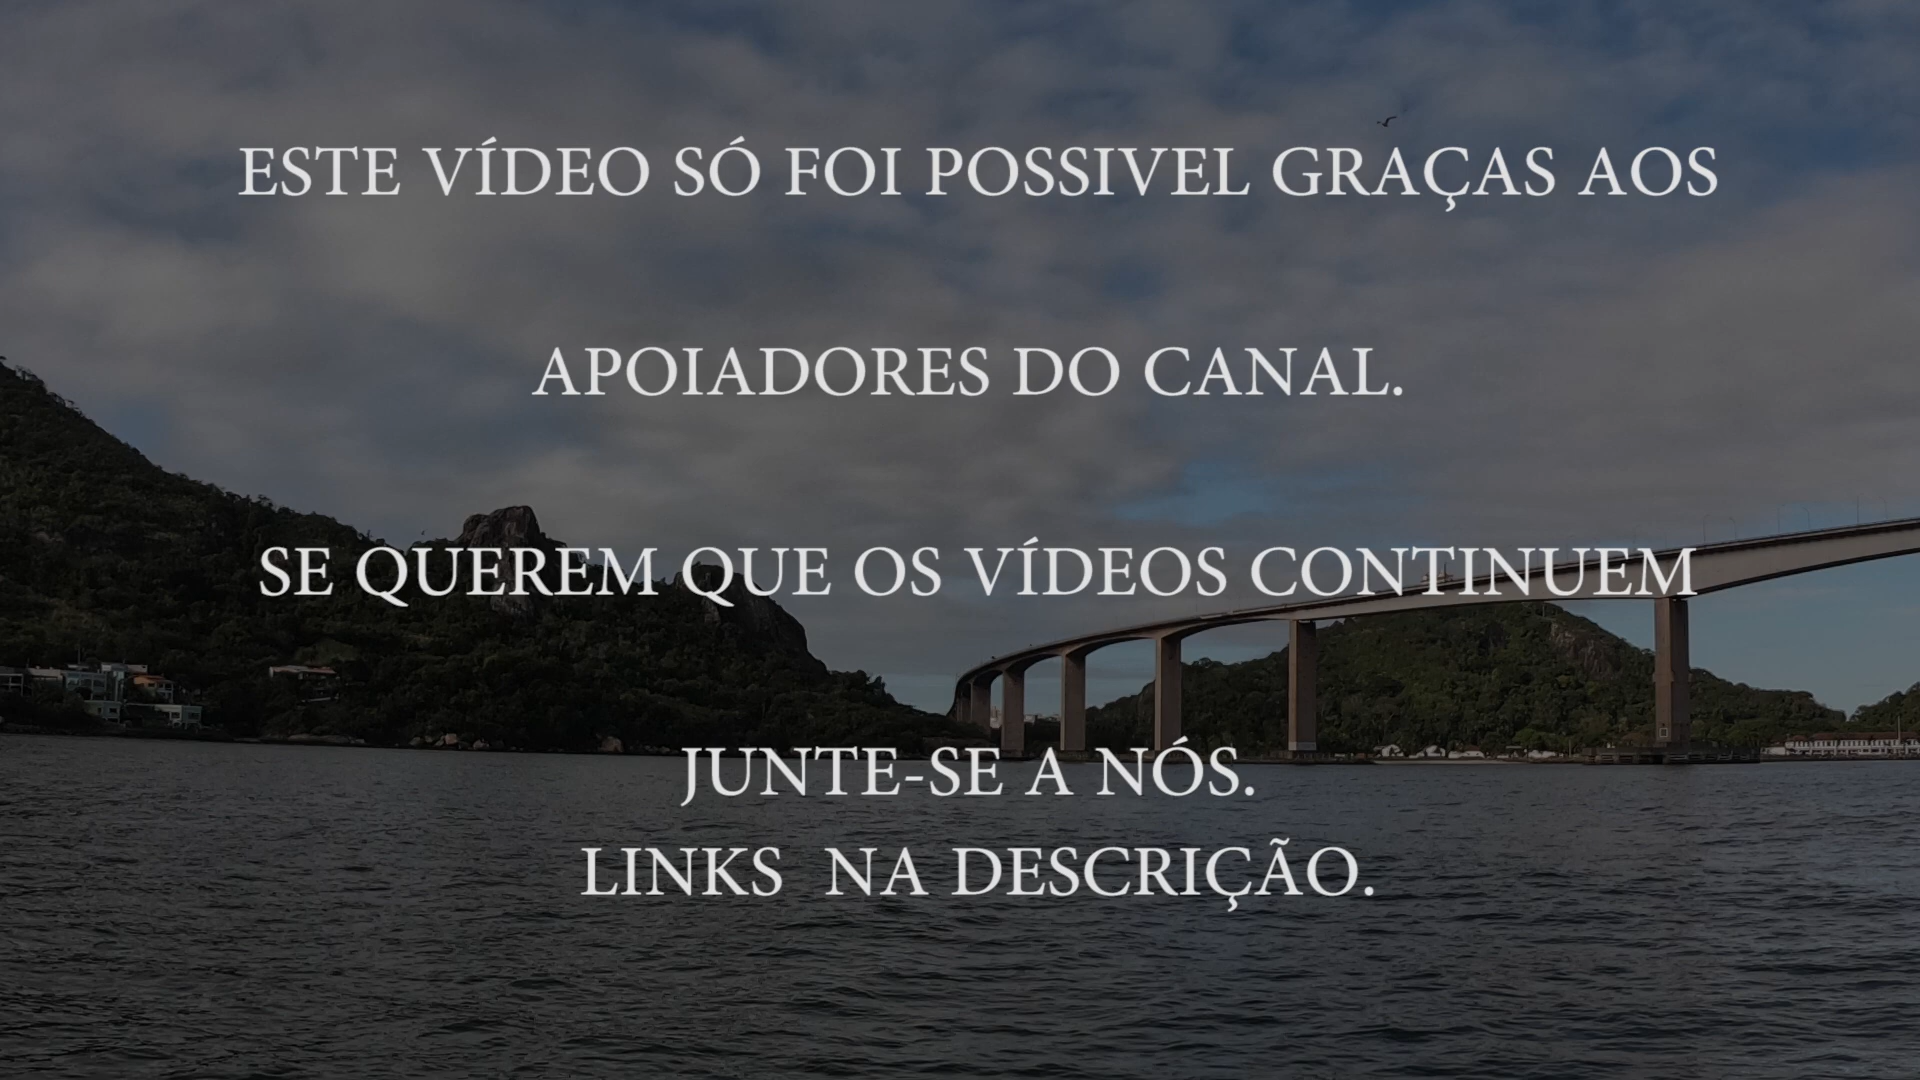 ESTE VÍDEO SÓ FOI POSSIVEL GRAÇAS AOS
APOIADORES DO CANAL.
SE QUEREM QUE OS VÍDEOS CONTINUEM
JUNTE-SE A NÓS.
LINKS  NA DESCRIÇÃO.